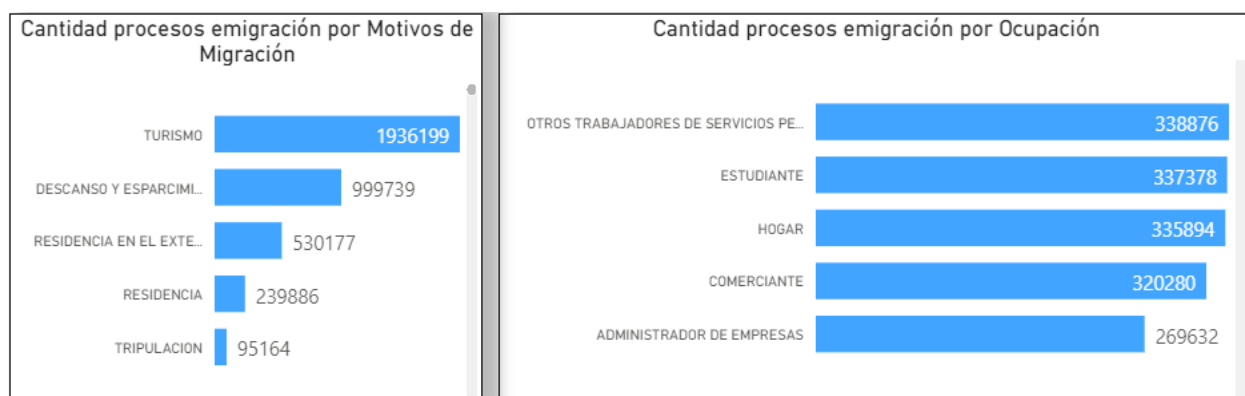 Cantidad procesos emigración por Motivos de
Migración
TURISMO 1936199
DESCANSO Y ESPARCIMI... 999739
RESIDENCIA EN EL EXTE... 530177
RESIDENCIA 239886
TRIPULACION 95164
Cantidad procesos emigración por Ocupación
OTROS TRABAJADORES DE SERVICIOS PE... 338876
ESTUDIANTE 337378
HOGAR 335894
COMERCIANTE 320280
ADMINISTRADOR DE EMPRESAS 269632